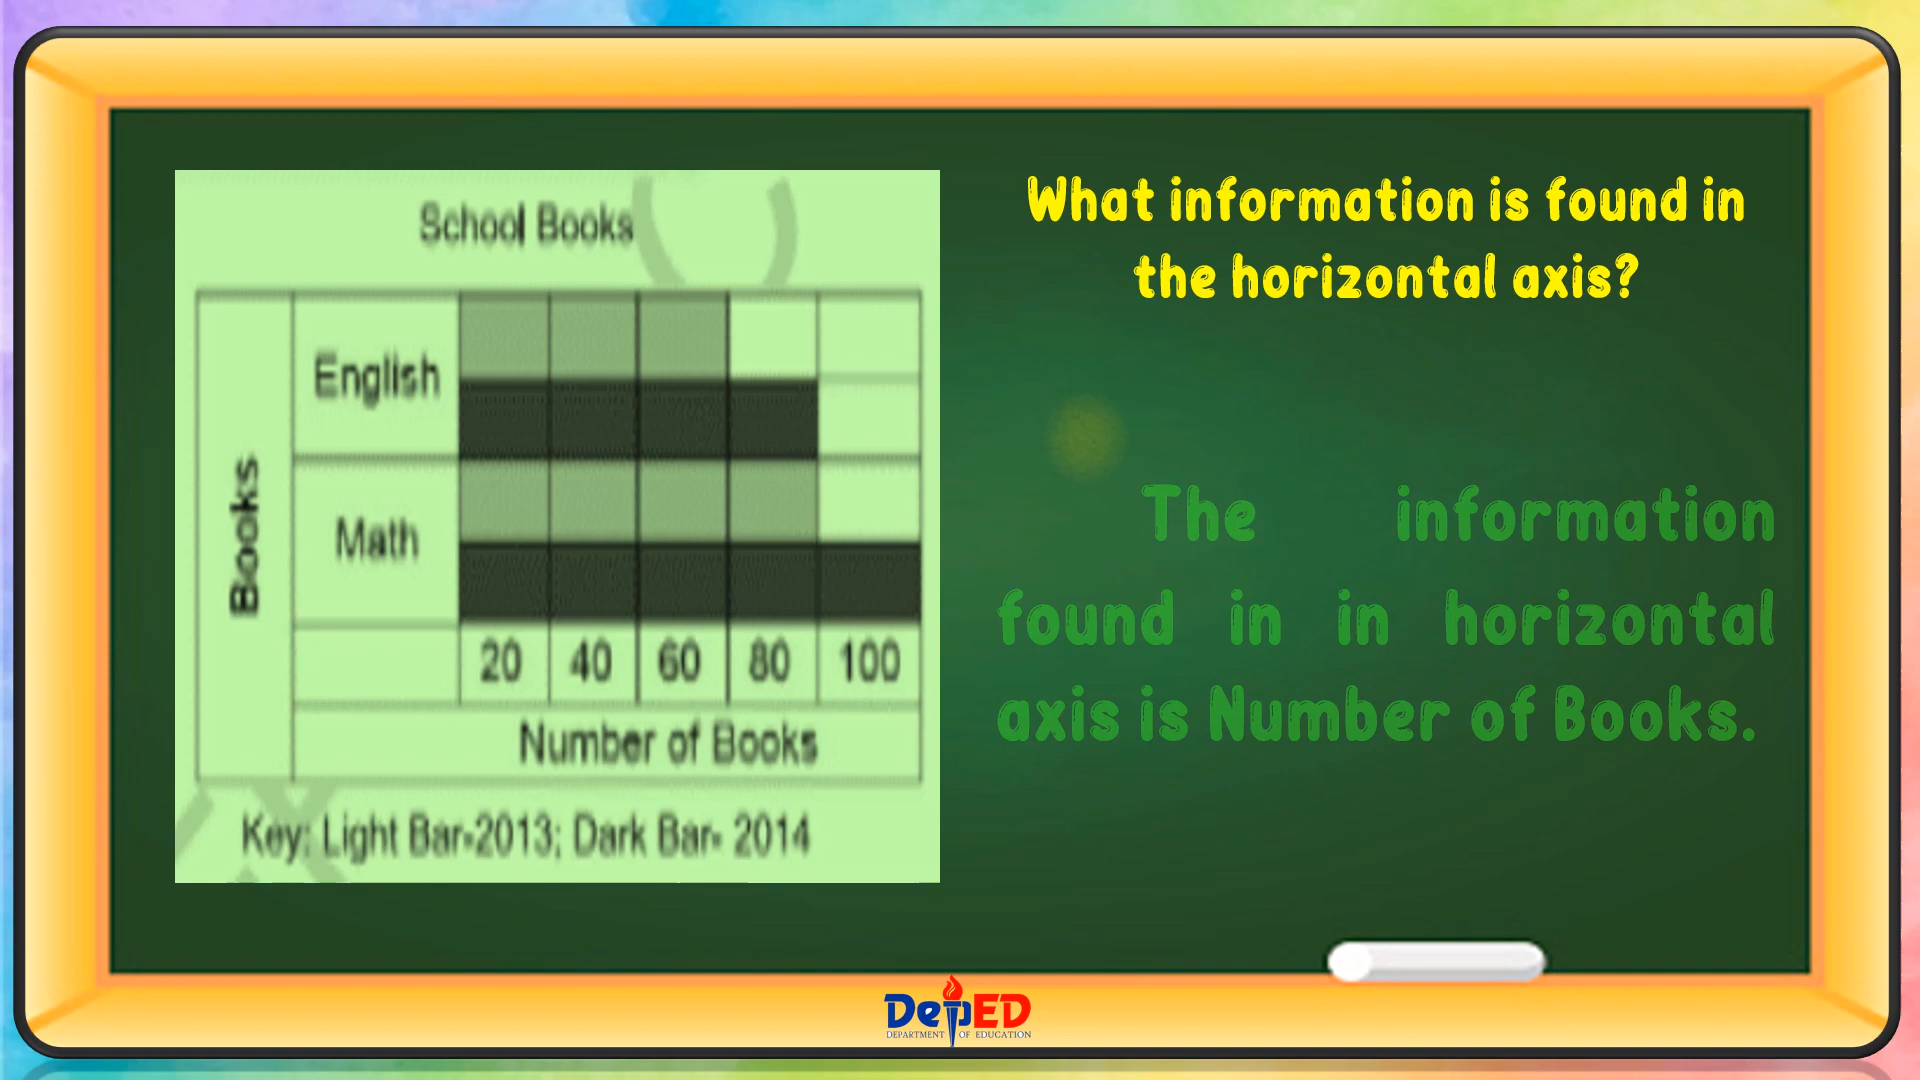 School Books
English
Math
Books
20 40 60 80 100
Number of Books
Key: Light Bar-2013; Dark Bar- 2014
What information is found in
the horizontal axis?
The information
found in in horizontal
axis is Number of Books.
DepED
DEPARTMENT OF EDUCATION